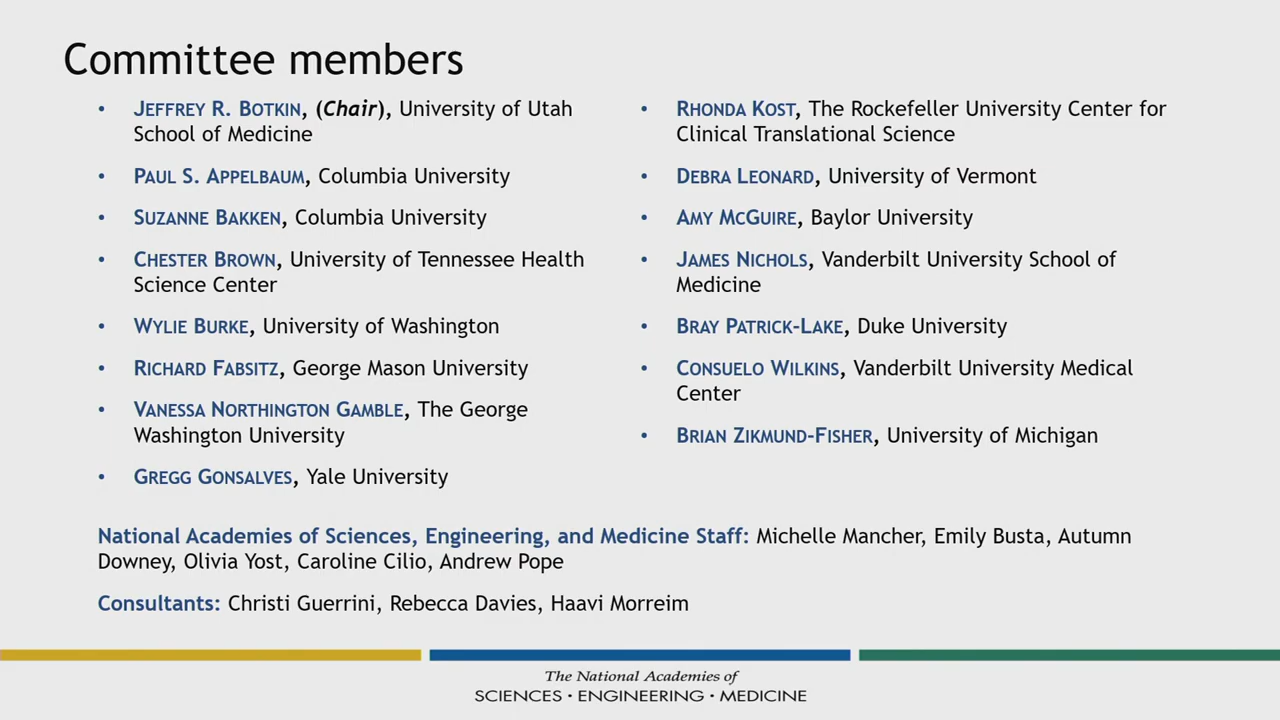 Committee members
• JEFFREY R. BOTKIN, (Chair), University of Utah
School of Medicine
• PAUL S. APPELBAUM, Columbia University
• SUZANNE BAKKEN, Columbia University
• CHESTER BROWN, University of Tennessee Health
Science Center
• WYLIE BURKE, University of Washington
• RICHARD FABSITZ, George Mason University
• VANESSA NORTHINGTON GAMBLE, The George
Washington University
• GREGG GONSALVES, Yale University
• RHONDA KOST, The Rockefeller University Center for
Clinical Translational Science
• DEBRA LEONARD, University of Vermont
• AMY MCGUIRE, Baylor University
• JAMES NICHOLS, Vanderbilt University School of
Medicine
• BRAY PATRICK-LAKE, Duke University
• CONSUELO WILKINS, Vanderbilt University Medical
Center
• BRIAN ZIKMUND-FISHER, University of Michigan
National Academies of Sciences, Engineering, and Medicine Staff: Michelle Mancher, Emily Busta, Autumn
Downey, Olivia Yost, Caroline Cilio, Andrew Pope
Consultants: Christi Guerrini, Rebecca Davies, Haavi Morreim
The National Academies of
SCIENCES · ENGINEERING · MEDICINE